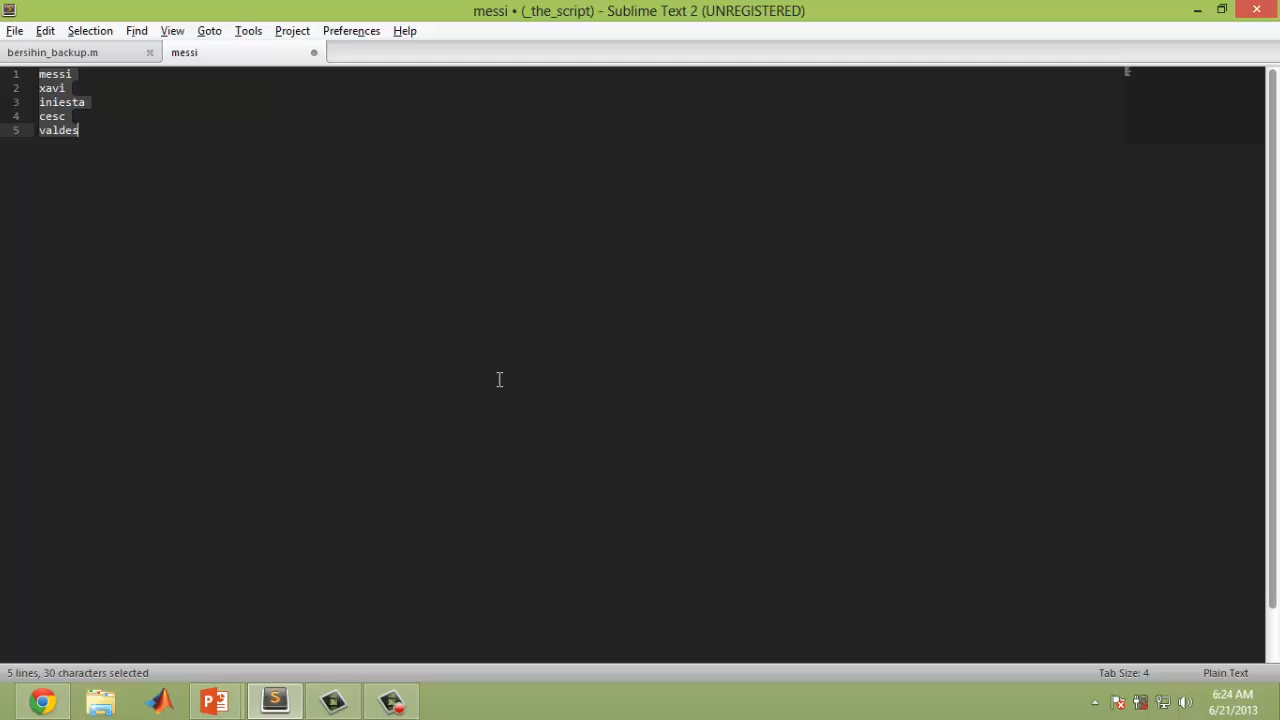 messi • (_the_script) - Sublime Text 2 (UNREGISTERED)
File Edit Selection Find View Goto Tools Project Preferences Help
bersihin_backup.m messi
1 messi
2 xavi
3 iniesta
4 cesc
5 valdes
5 lines, 30 characters selected Tab Size: 4 Plain Text
6:24 AM
6/21/2013